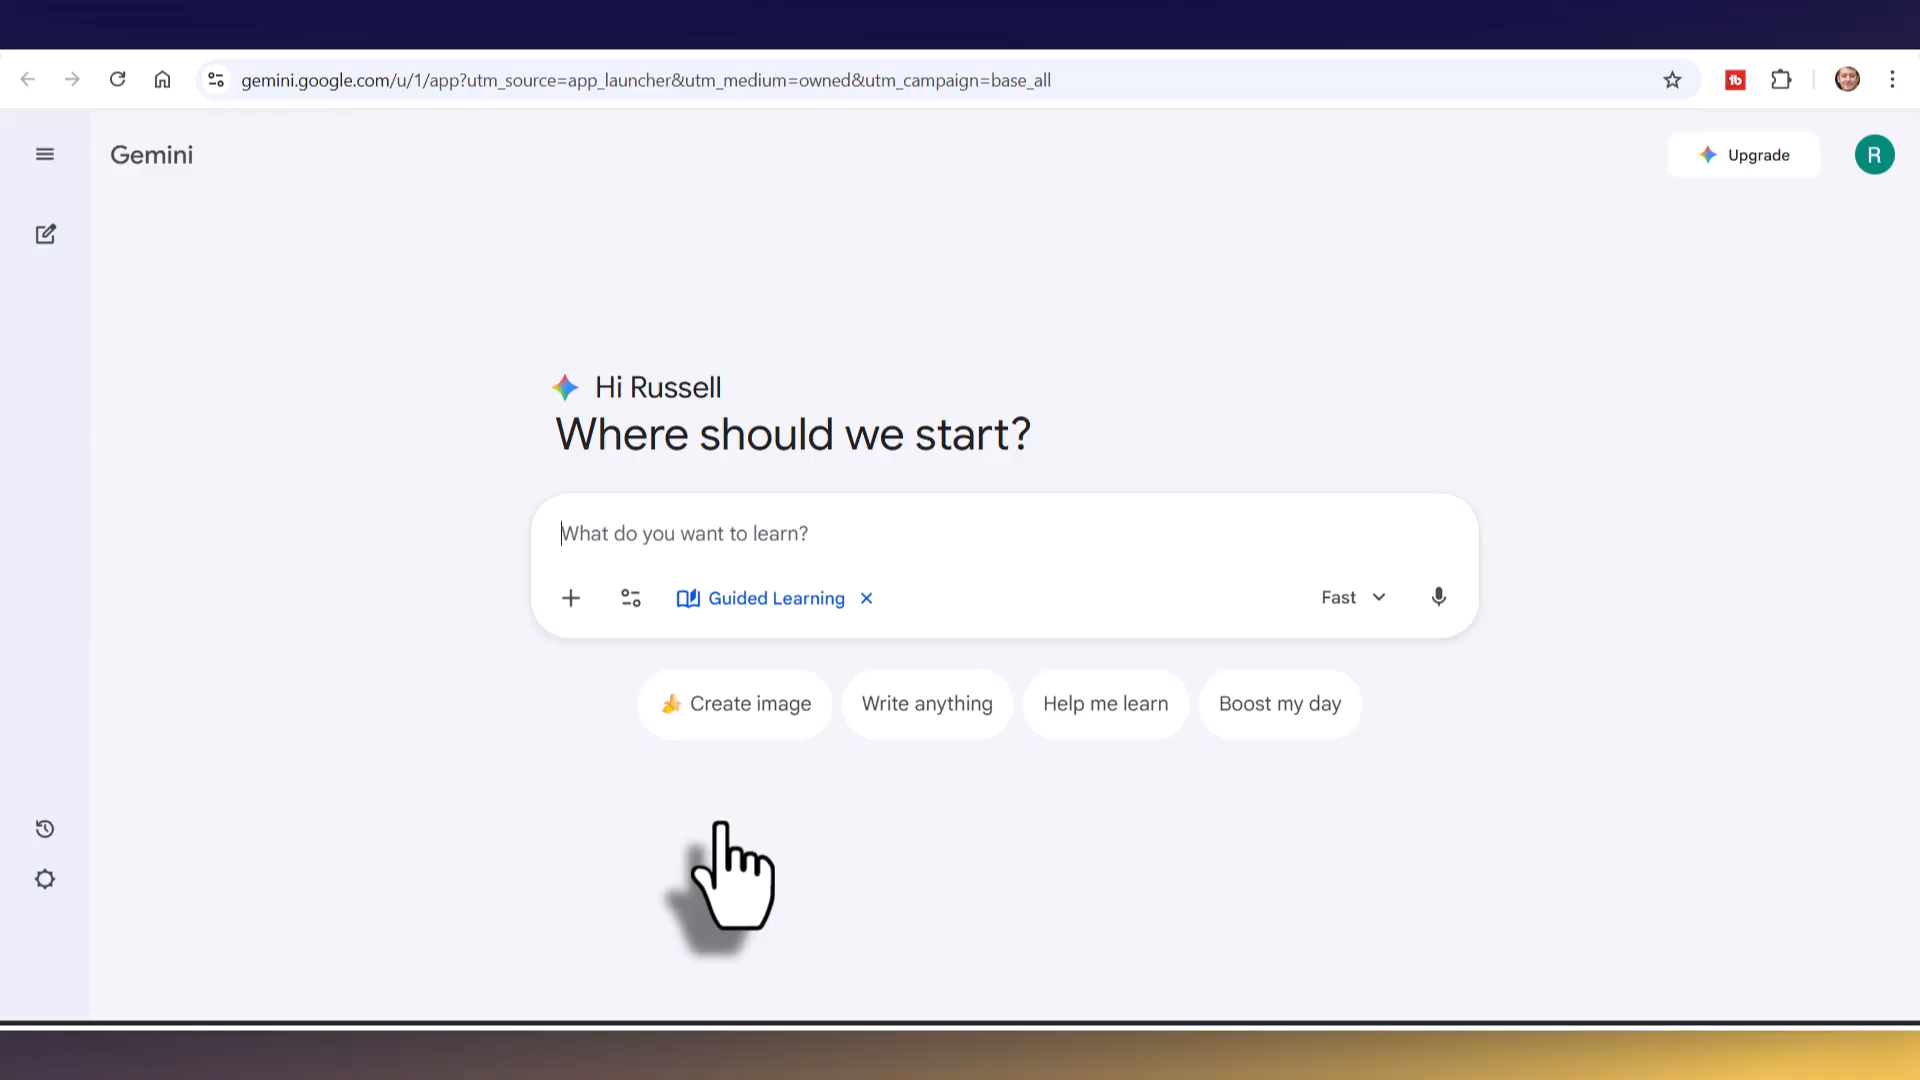 gemini.google.com/u/1/app?utm_source=app_launcher&utm_medium=owned&utm_campaign=base_all
tb
Gemini
Upgrade
R
Hi Russell
Where should we start?
What do you want to learn?
Guided Learning
Fast
Create image
Write anything
Help me learn
Boost my day